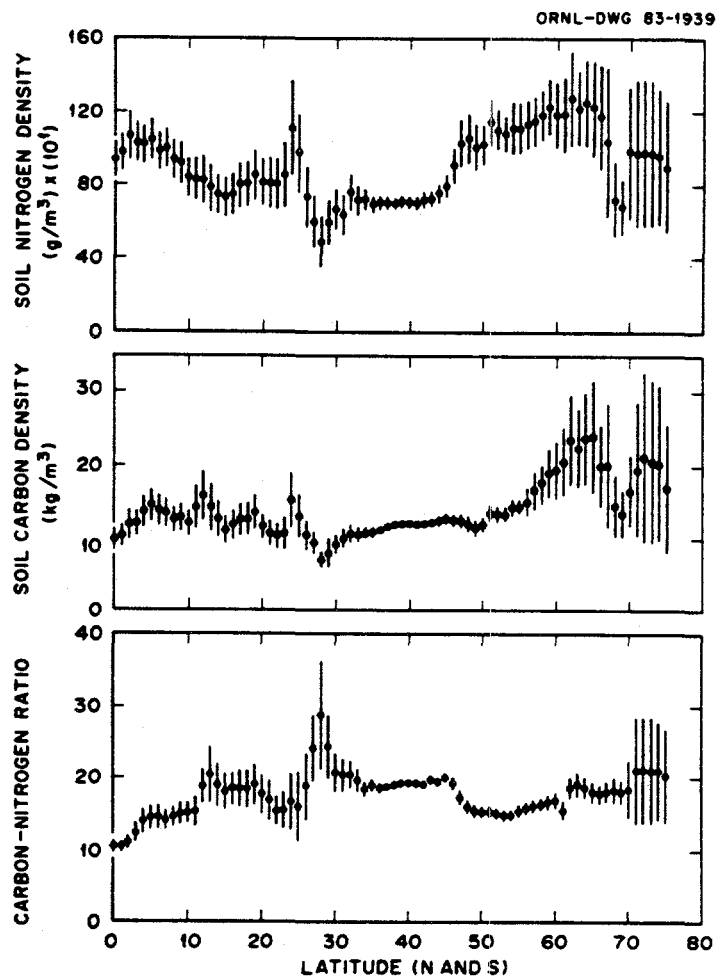 ORNL-DWG 83-1939
SOIL NITROGEN DENSITY
(g/m³) x (10¹)
160
120
80
40
0
SOIL CARBON DENSITY
(kg/m³)
30
20
10
0
CARBON-NITROGEN RATIO
40
30
20
10
0
0 10 20 30 40 50 60 70 80
LATITUDE (N AND S)